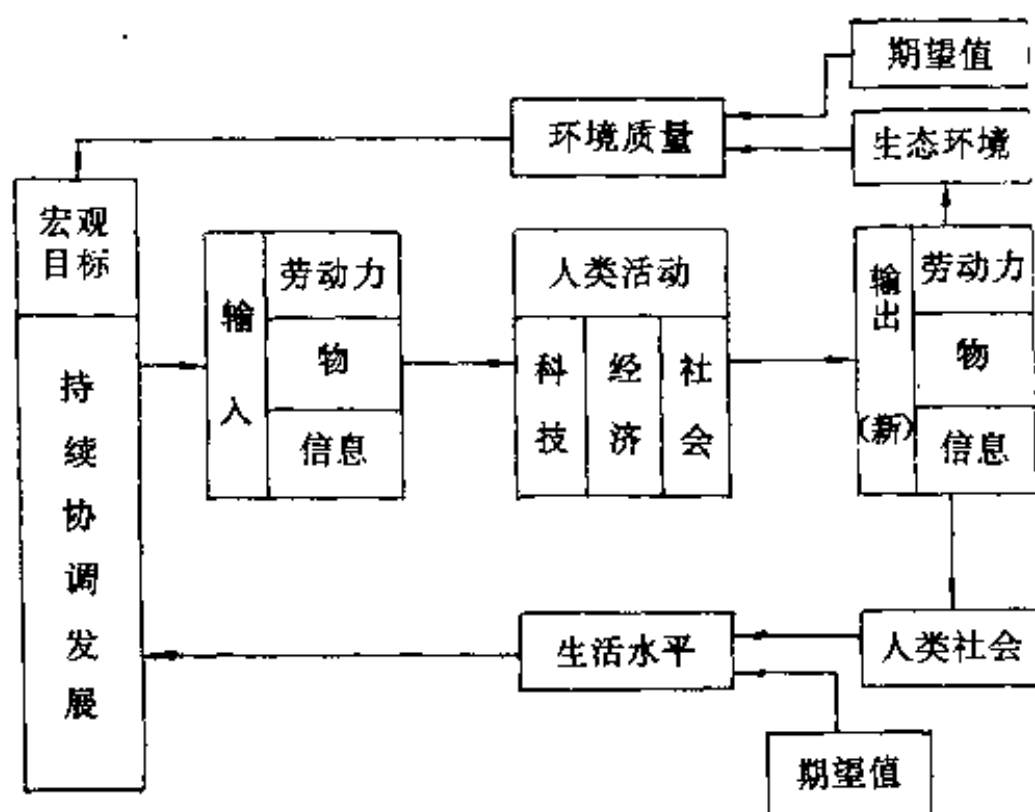 期望值
环境质量
生态环境
宏观
目标
持续协调发展
输入
劳动力
物
信息
人类活动
科技
经济
社会
输出(新)
劳动力
物
信息
生活水平
人类社会
期望值